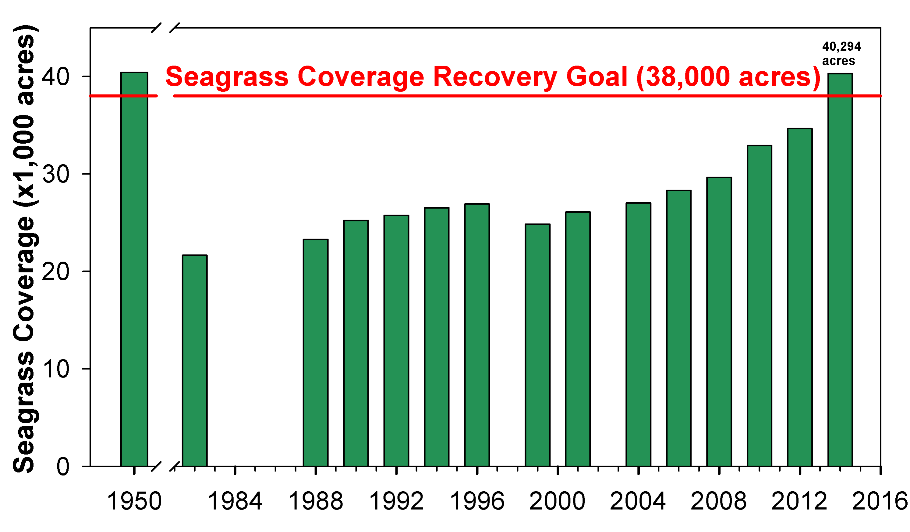 Seagrass Coverage (x1,000 acres)
40
30
20
10
0
Seagrass Coverage Recovery Goal (38,000 acres)
40,294
acres
1950 1984 1988 1992 1996 2000 2004 2008 2012 2016